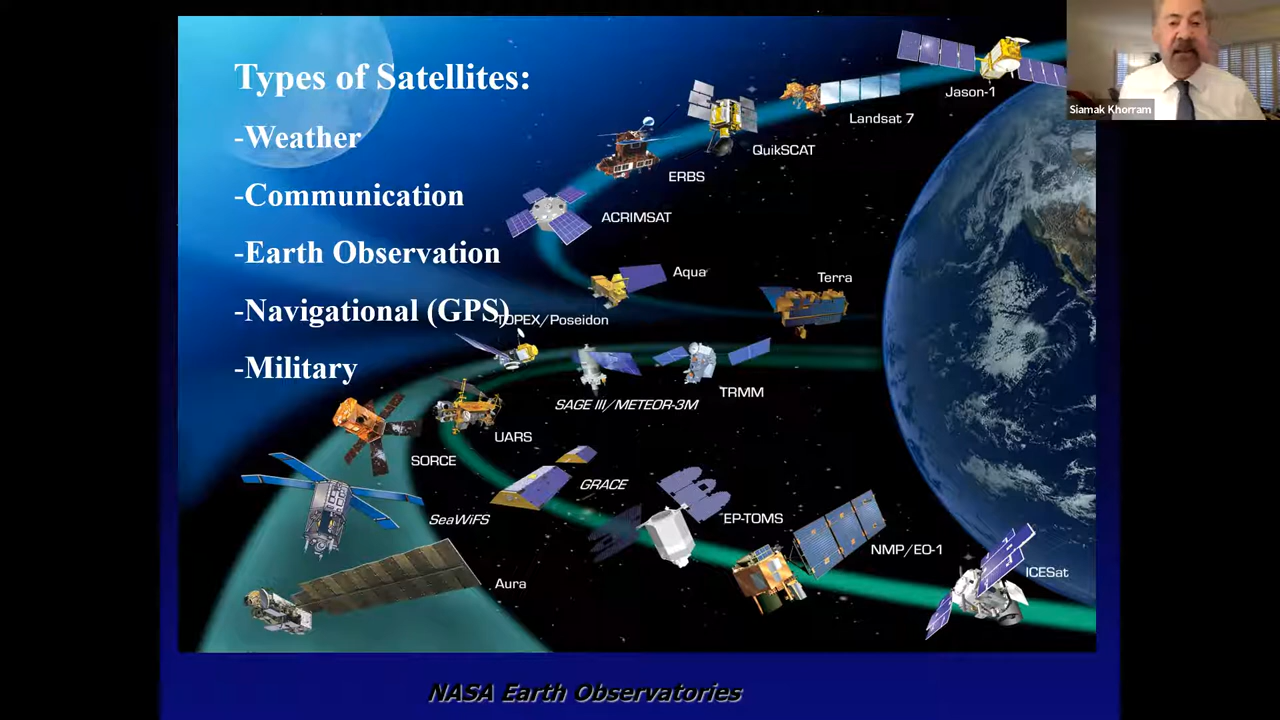 Types of Satellites:
-Weather
-Communication
-Earth Observation
-Navigational (GPS)
-Military
Jason-1
Siamak Khorram
Landsat 7
QuikSCAT
ERBS
ACRIMSAT
Aqua
Terra
TOPEX/Poseidon
TRMM
SAGE III/METEOR-3M
UARS
SORCE
GRACE
SeaWiFS
EP-TOMS
NMP/EO-1
ICESat
Aura
NASA Earth Observatories